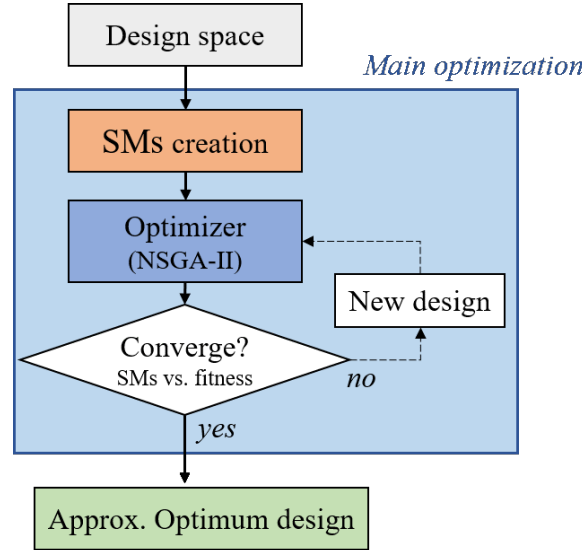 Design space
Main optimization
SMs creation
Optimizer
(NSGA-II)
New design
Converge?
SMs vs. fitness
no
yes
Approx. Optimum design